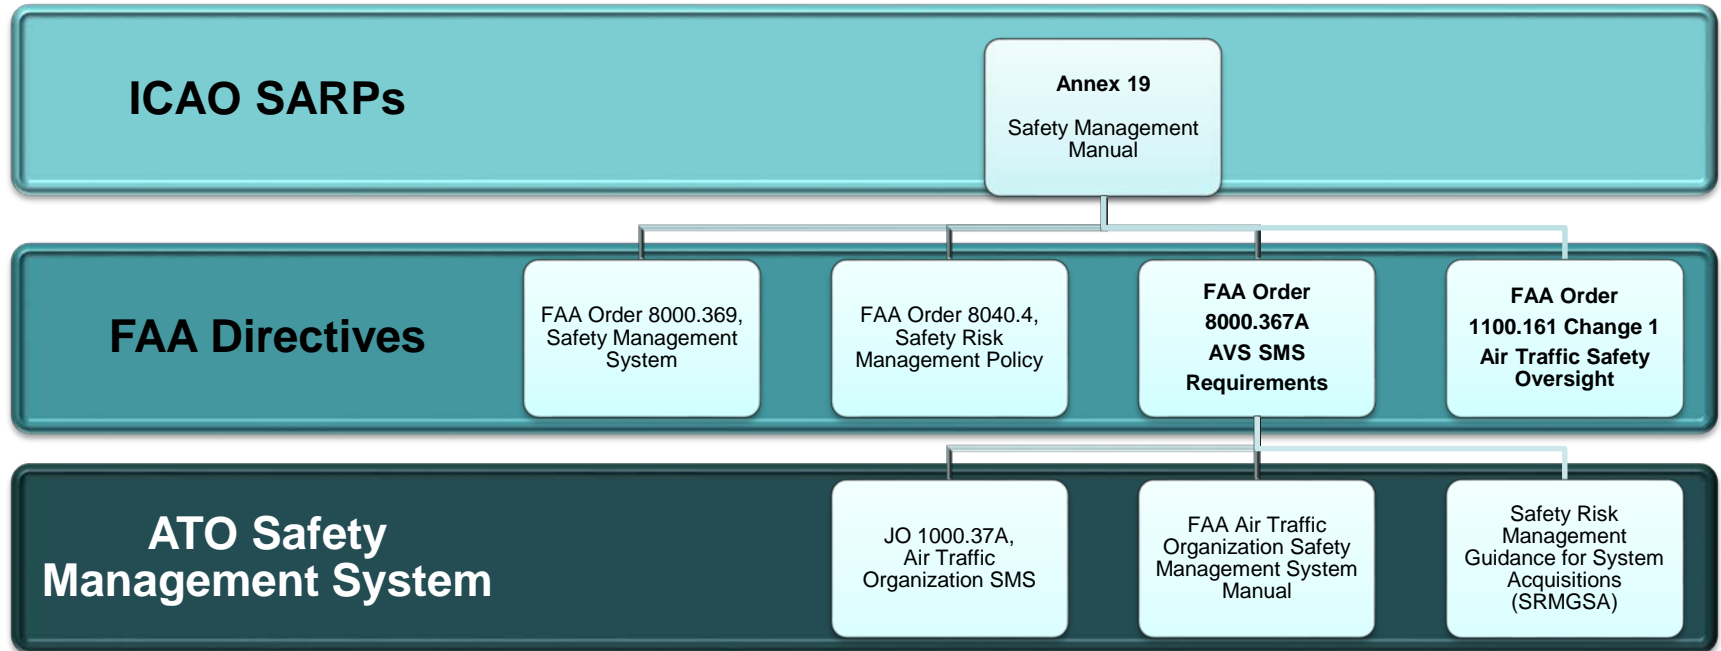 ICAO SARPs
Annex 19
Safety Management
Manual
FAA Directives
FAA Order 8000.369,
Safety Management
System
FAA Order 8040.4,
Safety Risk
Management Policy
FAA Order
8000.367A
AVS SMS
Requirements
FAA Order
1100.161 Change 1
Air Traffic Safety
Oversight
ATO Safety
Management System
JO 1000.37A,
Air Traffic
Organization SMS
FAA Air Traffic
Organization Safety
Management System
Manual
Safety Risk
Management
Guidance for System
Acquisitions
(SRMGSA)